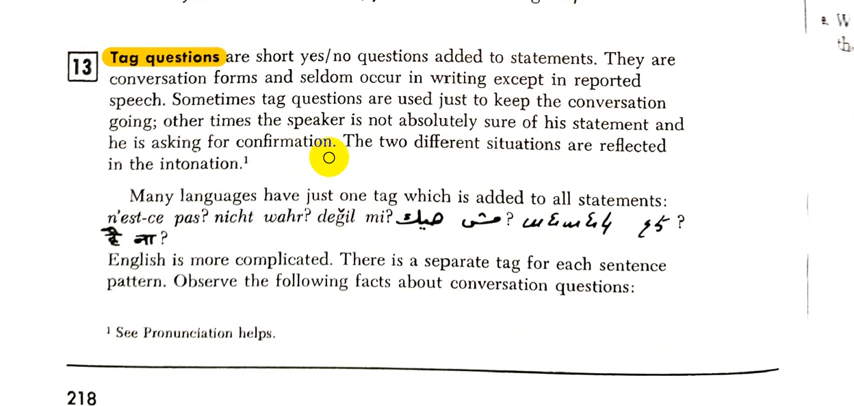 13 Tag questions are short yes/no questions added to statements. They are
conversation forms and seldom occur in writing except in reported
speech. Sometimes tag questions are used just to keep the conversation
going; other times the speaker is not absolutely sure of his statement and
he is asking for confirmation. The two different situations are reflected
in the intonation.¹
Many languages have just one tag which is added to all statements:
n'est-ce pas? nicht wahr? değil mi? مش هيك?
है ना?
English is more complicated. There is a separate tag for each sentence
pattern. Observe the following facts about conversation questions:
¹ See Pronunciation helps.
218
e. W
th